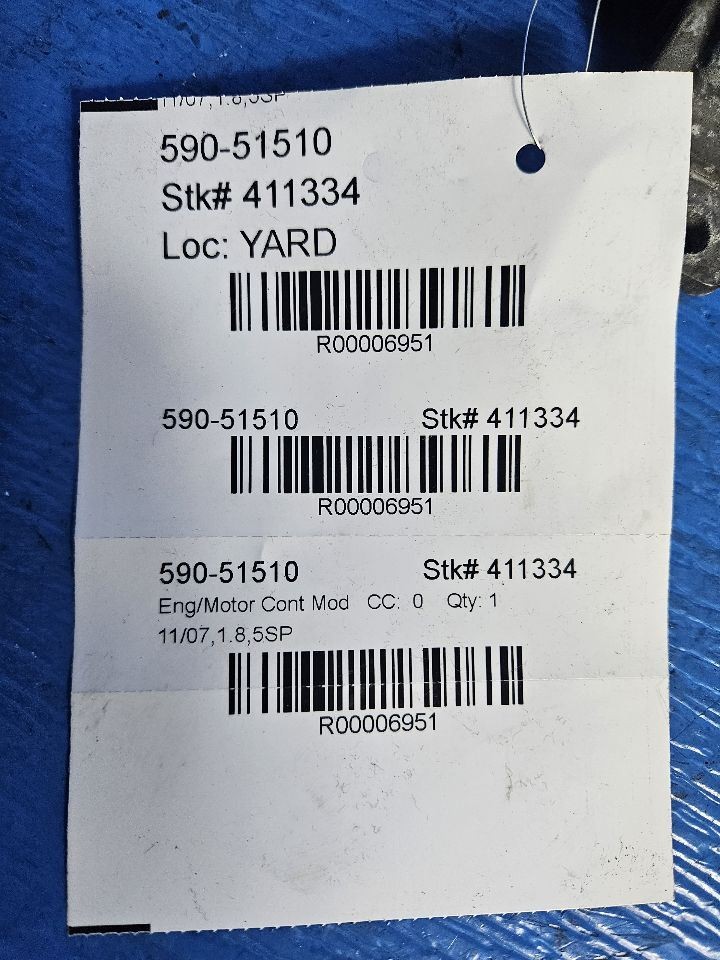 11/07,1.8,5SP
590-51510
Stk# 411334
Loc: YARD
R00006951
590-51510 Stk# 411334
R00006951
590-51510 Stk# 411334
Eng/Motor Cont Mod CC: 0 Qty: 1
11/07,1.8,5SP
R00006951